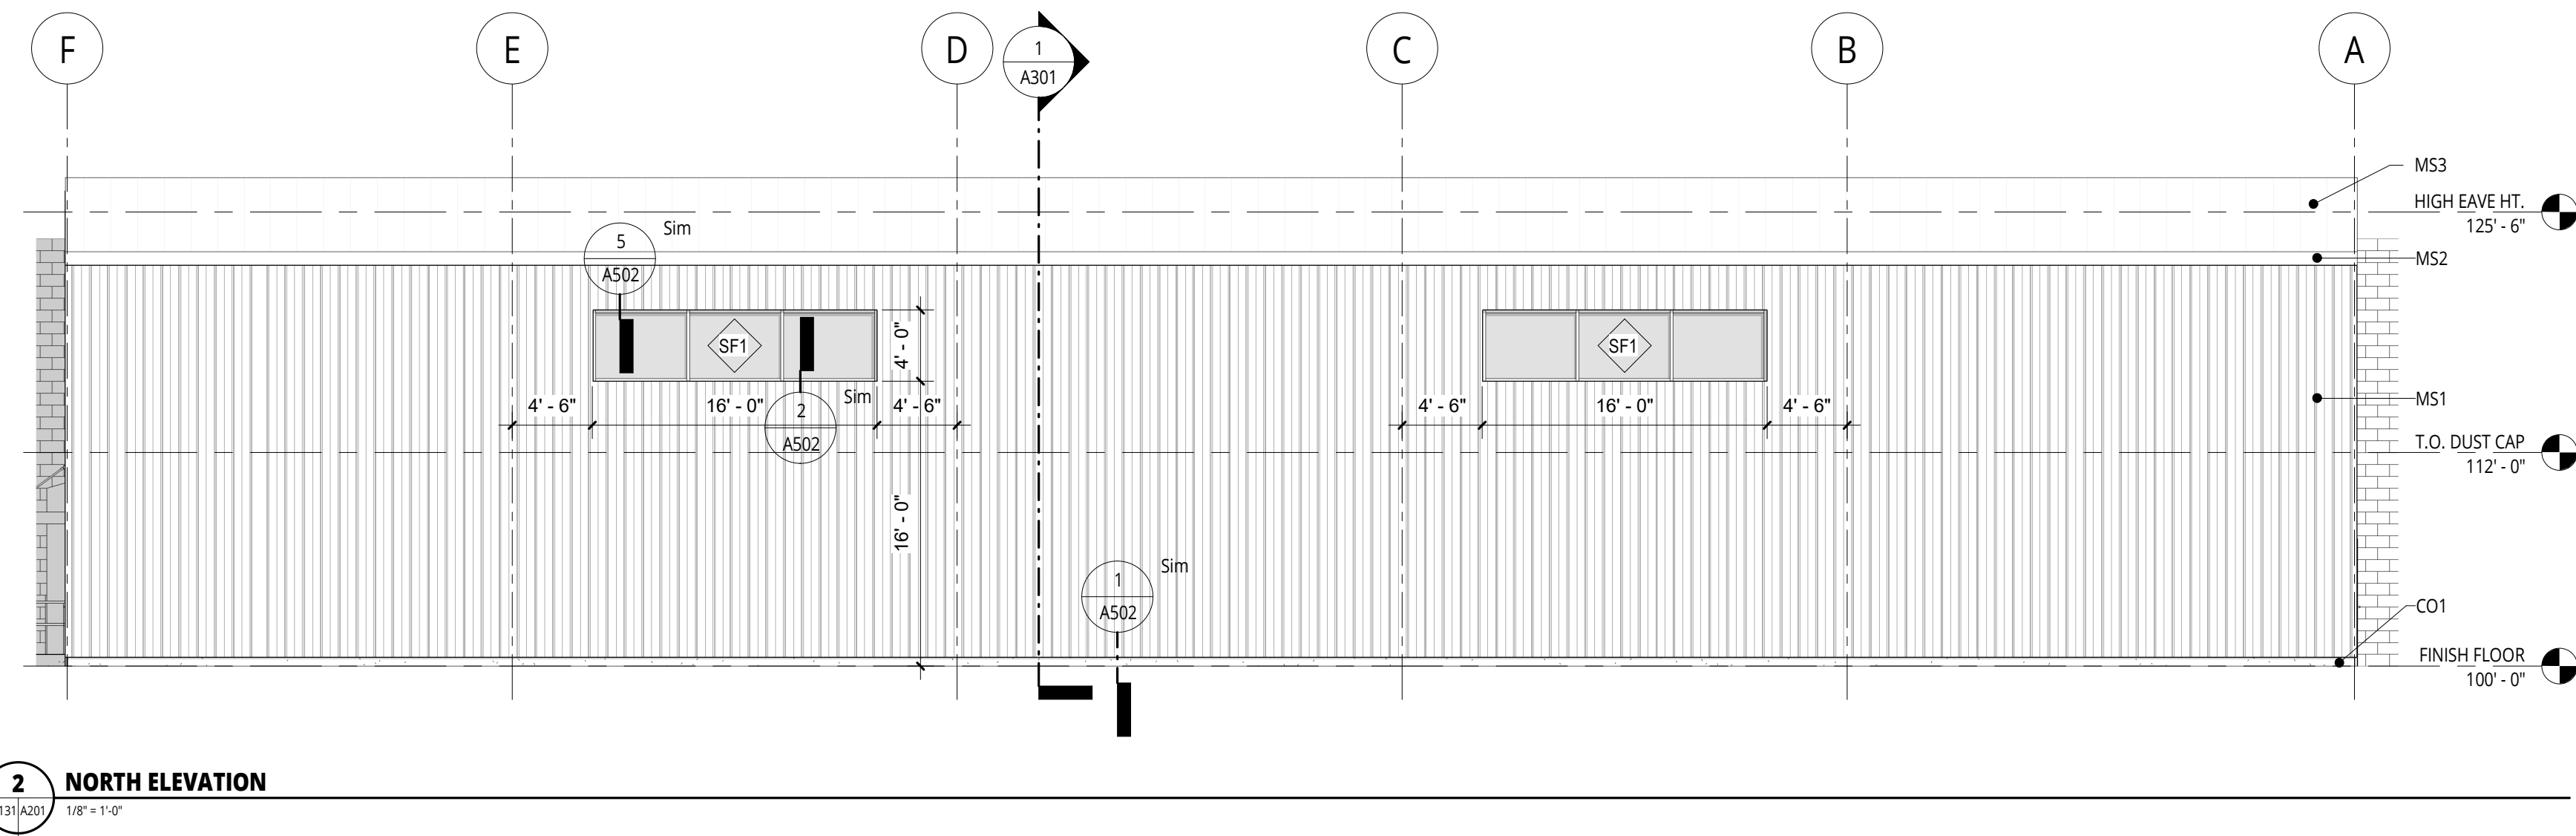 F
E
D
1
A301
C
B
A
MS3
HIGH EAVE HT.
125' - 6"
MS2
5
A502
Sim
SF1
4' - 0"
SF1
4' - 6"
16' - 0"
Sim
4' - 6"
2
A502
4' - 6"
16' - 0"
4' - 6"
MS1
T.O. DUST CAP
112' - 0"
16' - 0"
1
A502
Sim
CO1
FINISH FLOOR
100' - 0"
2
NORTH ELEVATION
131 A201
1/8" = 1'-0"